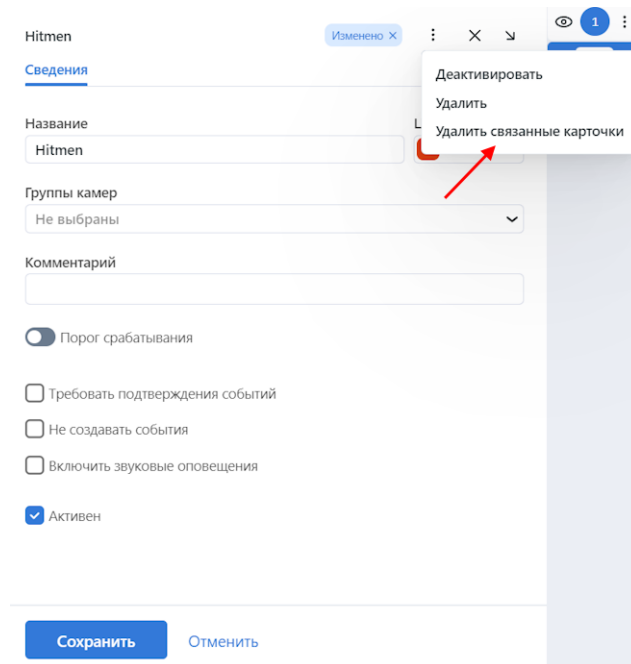 Hitmen
Изменено ×
1
Сведения
Деактивировать
Удалить
Удалить связанные карточки
Название
Hitmen
Группы камер
Не выбраны
Комментарий
Порог срабатывания
Требовать подтверждения событий
Не создавать события
Включить звуковые оповещения
Активен
Сохранить
Отменить